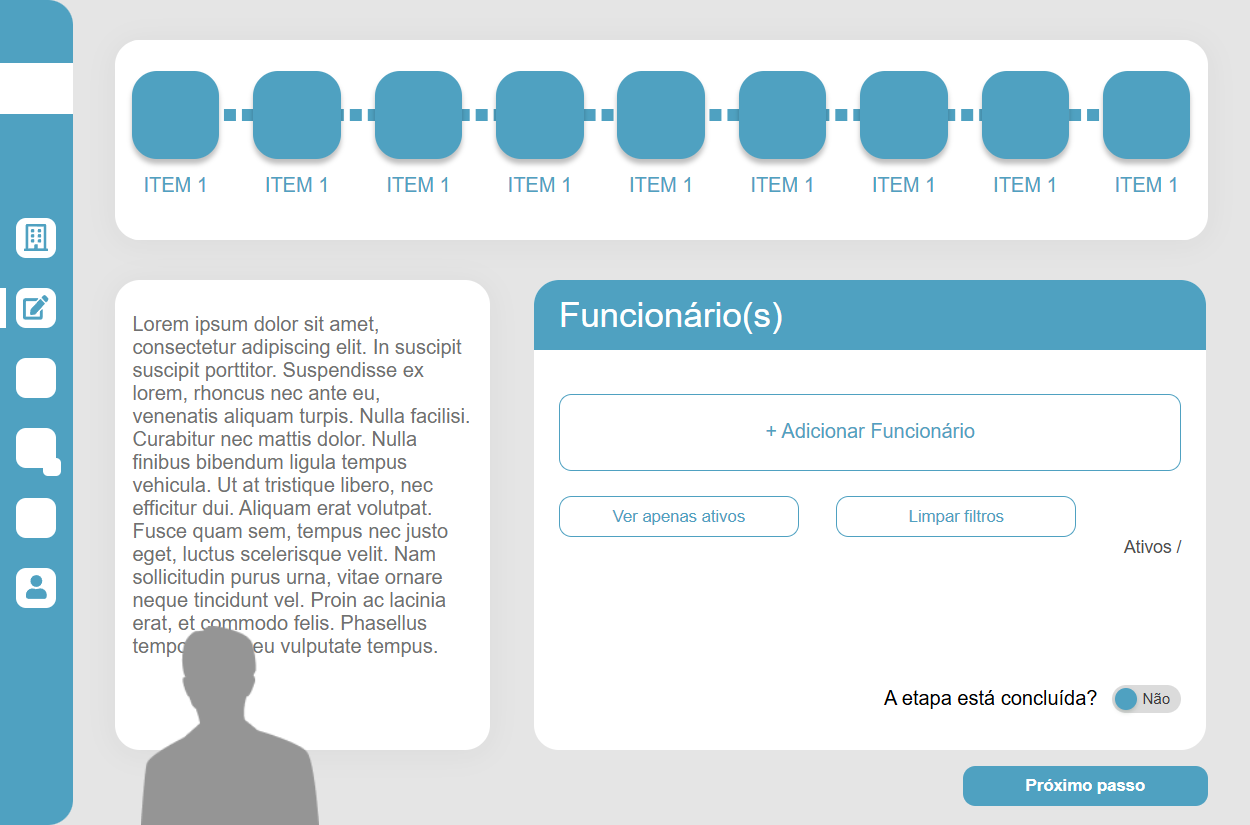 ITEM 1 ITEM 1 ITEM 1 ITEM 1 ITEM 1 ITEM 1 ITEM 1 ITEM 1 ITEM 1
Lorem ipsum dolor sit amet,
consectetur adipiscing elit. In suscipit
suscipit porttitor. Suspendisse ex
lorem, rhoncus nec ante eu,
venenatis aliquam turpis. Nulla facilisi.
Curabitur nec mattis dolor. Nulla
finibus bibendum ligula tempus
vehicula. Ut at tristique libero, nec
efficitur dui. Aliquam erat volutpat.
Fusce quam sem, tempus nec justo
eget, luctus scelerisque velit. Nam
sollicitudin purus urna, vitae ornare
neque tincidunt vel. Proin ac lacinia
erat, et commodo felis. Phasellus
eu vulputate tempus.
Funcionário(s)
+ Adicionar Funcionário
Ver apenas ativos
Limpar filtros
Ativos /
A etapa está concluída?
Não
Próximo passo